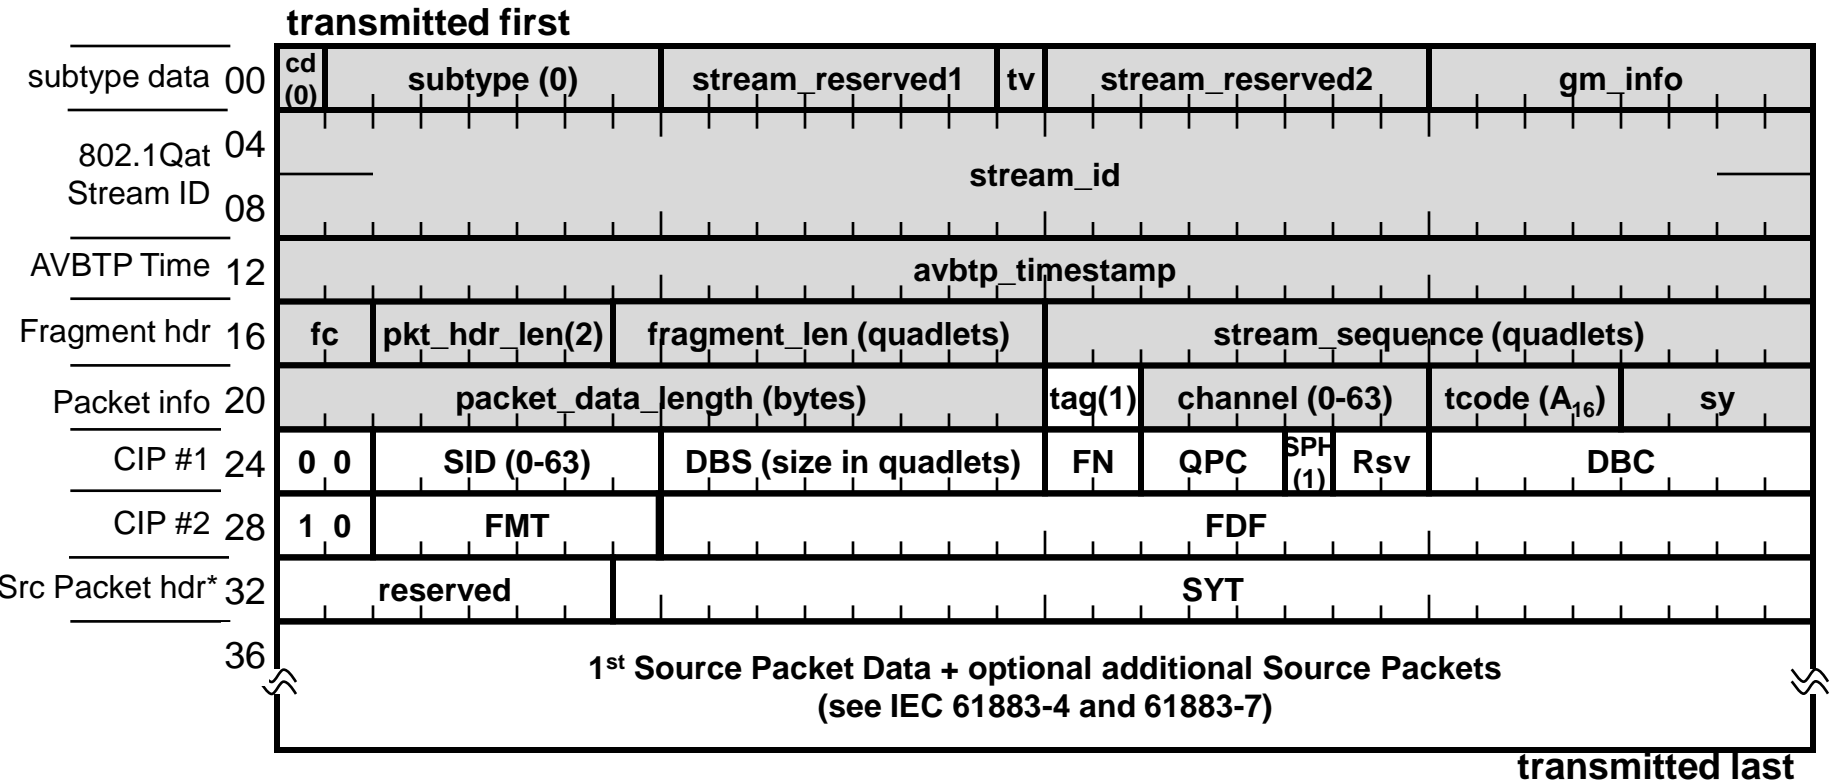 transmitted first
subtype data 00 cd (0) subtype (0) stream_reserved1 tv stream_reserved2 gm_info
802.1Qat Stream ID 04 08 stream_id
AVBTP Time 12 avbtp_timestamp
Fragment hdr 16 fc pkt_hdr_len(2) fragment_len (quadlets) stream_sequence (quadlets)
Packet info 20 packet_data_length (bytes) tag(1) channel (0-63) tcode (A16) sy
CIP #1 24 0 0 SID (0-63) DBS (size in quadlets) FN QPC SPH (1) Rsv DBC
CIP #2 28 1 0 FMT FDF
Src Packet hdr* 32 reserved SYT
36
1st Source Packet Data + optional additional Source Packets
(see IEC 61883-4 and 61883-7)
transmitted last